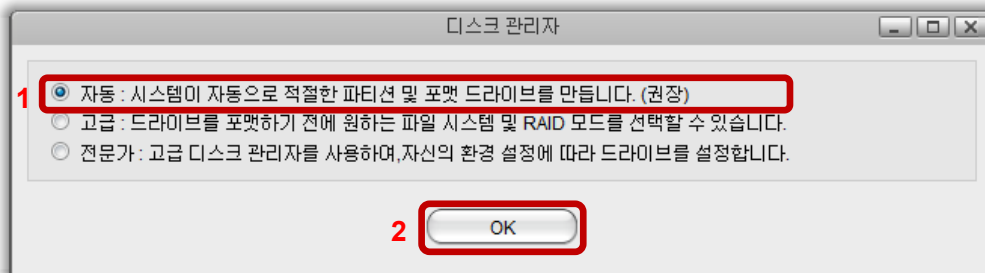 디스크 관리자
1 자동 : 시스템이 자동으로 적절한 파티션 및 포맷 드라이브를 만듭니다. (권장)
고급 : 드라이브를 포맷하기 전에 원하는 파일 시스템 및 RAID 모드를 선택할 수 있습니다.
전문가 : 고급 디스크 관리자를 사용하여,자신의 환경 설정에 따라 드라이브를 설정합니다.
2 OK